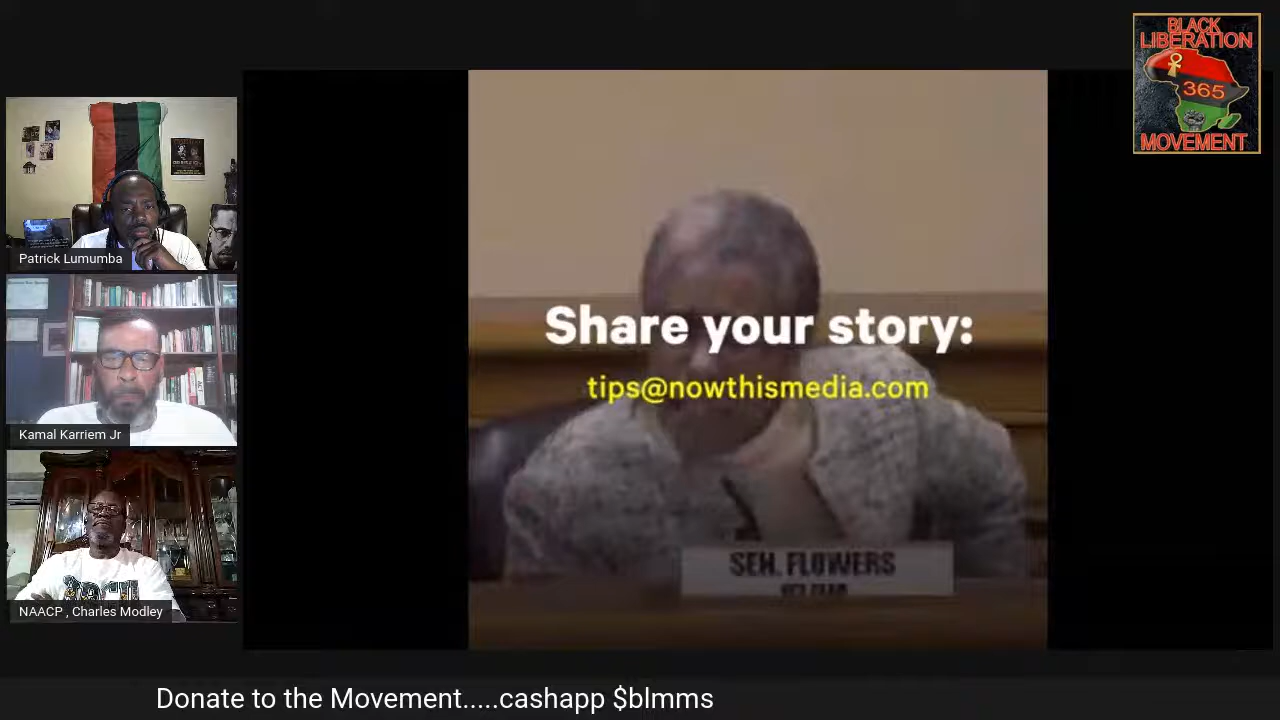 BLACK
LIBERATION
365
MOVEMENT
Patrick Lumumba
Kamal Karriem Jr
NAACP , Charles Modley
Share your story:
tips@nowthismedia.com
SEN. FLOWERS
Donate to the Movement.....cashapp $blmms